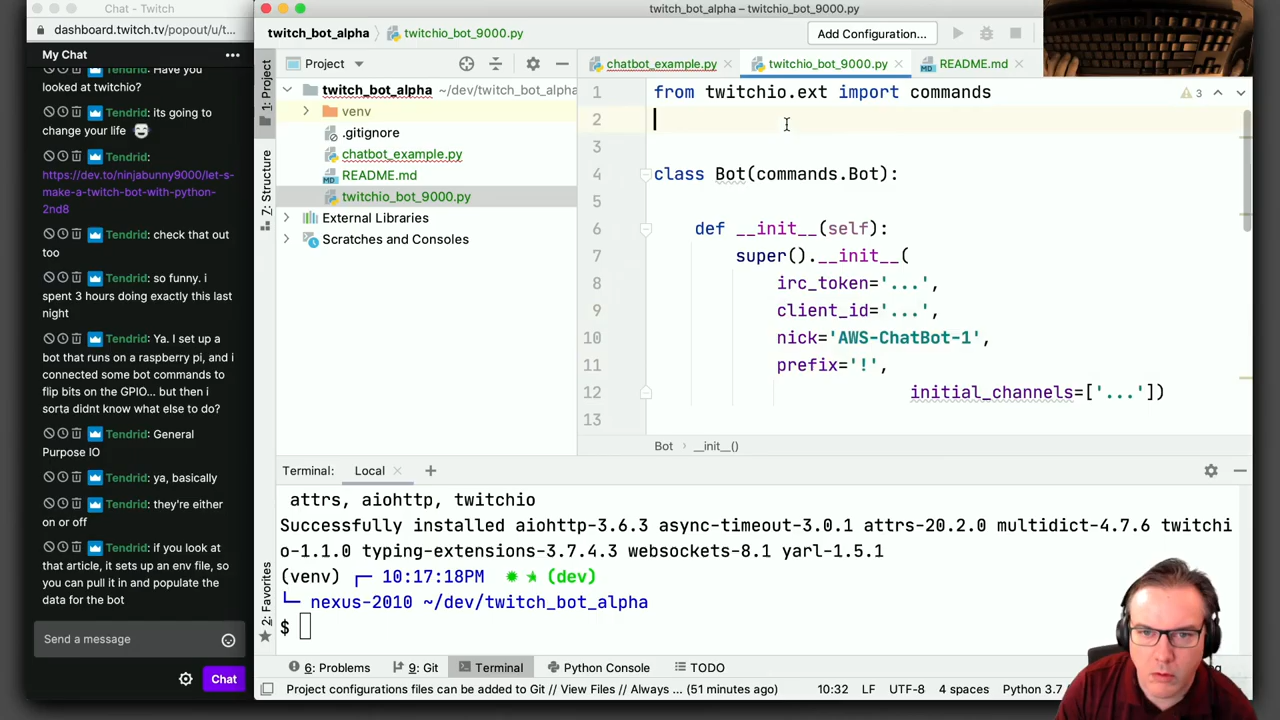 Chat - Twitch
dashboard.twitch.tv/popout/u/t...
My Chat
Tendrid: Have you
looked at twitchio?
Tendrid: its going to
change your life
Tendrid:
https://dev.to/ninjabunny9000/let-s-
make-a-twitch-bot-with-python-
2nd8
Tendrid: check that out
too
Tendrid: so funny. i
spent 3 hours doing exactly this last
night
Tendrid: Ya. I set up a
bot that runs on a raspberry pi, and i
connected some bot commands to
flip bits on the GPIO... but then i
sorta didnt know what else to do?
Tendrid: General
Purpose IO
Tendrid: ya, basically
Tendrid: they're either
on or off
Tendrid: if you look at
that article, it sets up an env file, so
you can pull it in and populate the
data for the bot
Send a message
Chat
twitch_bot_alpha – twitchio_bot_9000.py
twitch_bot_alpha
twitchio_bot_9000.py
Add Configuration...
1: Project
7: Structure
2: Favorites
Project
twitch_bot_alpha ~/dev/twitch_bot_alpha
venv
.gitignore
chatbot_example.py
README.md
twitchio_bot_9000.py
External Libraries
Scratches and Consoles
chatbot_example.py
twitchio_bot_9000.py
README.md
3
1 from twitchio.ext import commands
2
3
4 class Bot(commands.Bot):
5
6 def __init__(self):
7 super().__init__(
8 irc_token='...',
9 client_id='...',
10 nick='AWS-ChatBot-1',
11 prefix='!',
12 initial_channels=['...'])
13
Bot
__init__()
Terminal:
Local
attrs, aiohttp, twitchio
Successfully installed aiohttp-3.6.3 async-timeout-3.0.1 attrs-20.2.0 multidict-4.7.6 twitchi
o-1.1.0 typing-extensions-3.7.4.3 websockets-8.1 yarl-1.5.1
(venv) 10:17:18PM (dev)
nexus-2010 ~/dev/twitch_bot_alpha
$
6: Problems
9: Git
Terminal
Python Console
TODO
Project configurations files can be added to Git // View Files // Always ... (51 minutes ago)
10:32
LF
UTF-8
4 spaces
Python 3.7